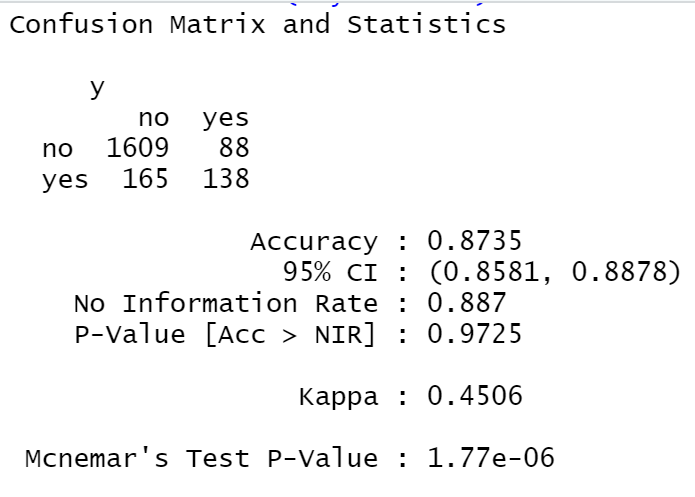 Confusion Matrix and Statistics
y
no yes
no 1609 88
yes 165 138
Accuracy : 0.8735
95% CI : (0.8581, 0.8878)
No Information Rate : 0.887
P-Value [Acc > NIR] : 0.9725
Kappa : 0.4506
Mcnemar's Test P-Value : 1.77e-06